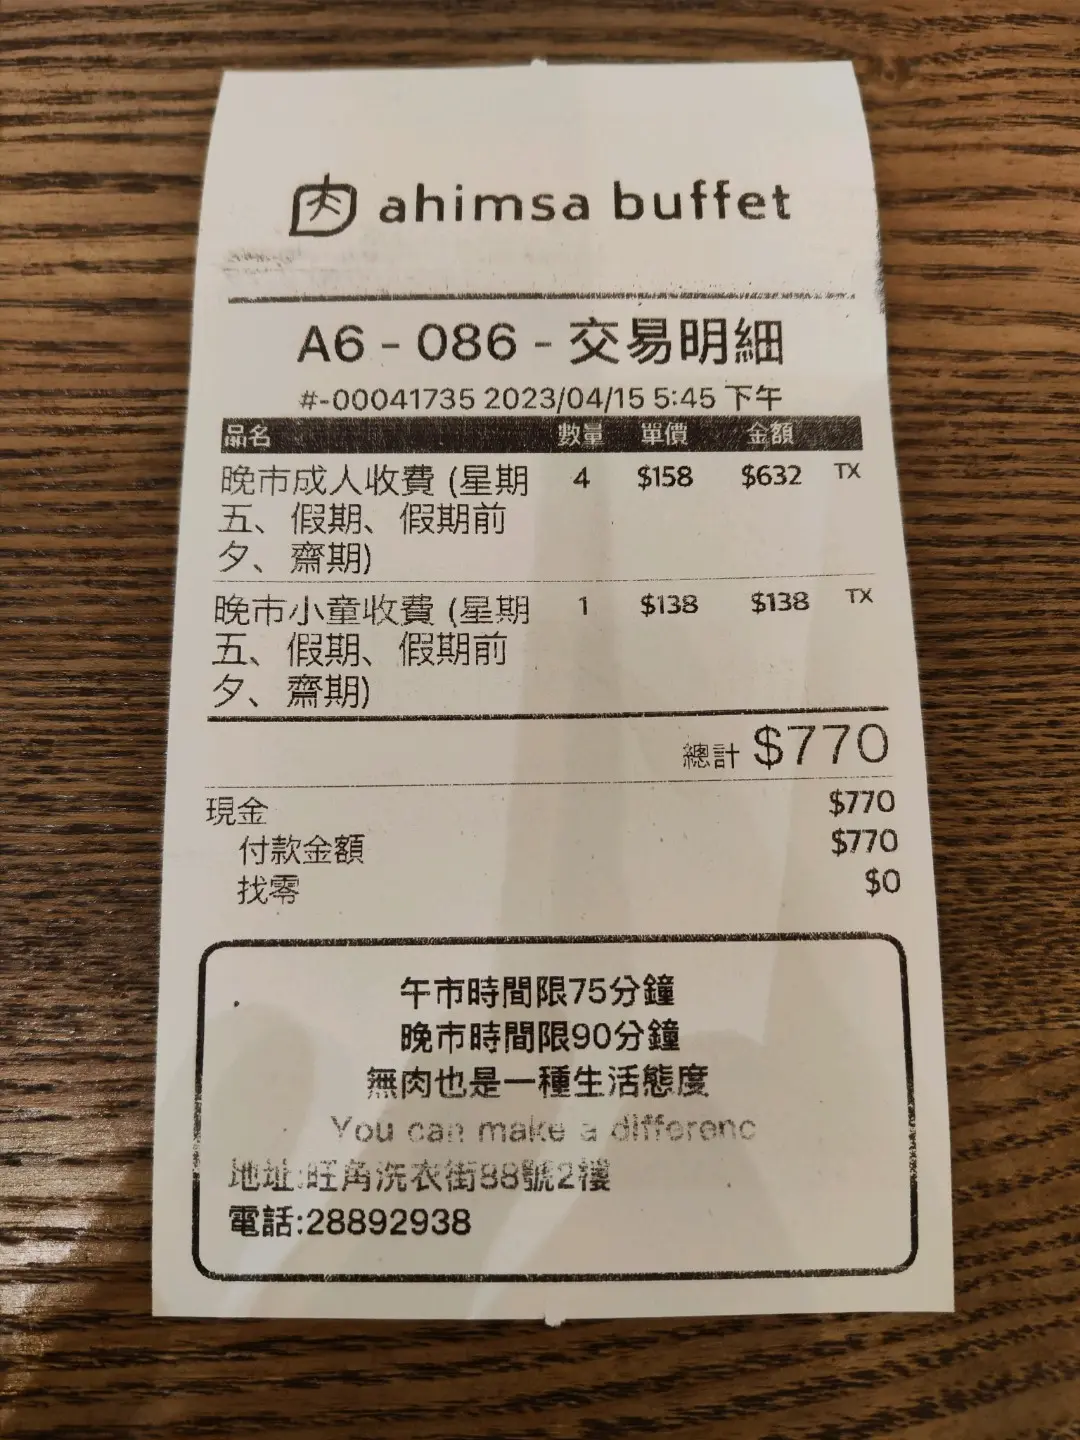 肉 ahimsa buffet
A6 - 086 - 交易明細
#-00041735 2023/04/15 5:45 下午
品名 數量 單價 金額
晚市成人收費 (星期 4 $158 $632 TX
五、假期、假期前
夕、齋期)
晚市小童收費 (星期 1 $138 $138 TX
五、假期、假期前
夕、齋期)
總計 $770
現金 $770
付款金額 $770
找零 $0
午市時間限75分鐘
晚市時間限90分鐘
無肉也是一種生活態度
You can make a differenc
地址:旺角洗衣街88號2樓
電話:28892938